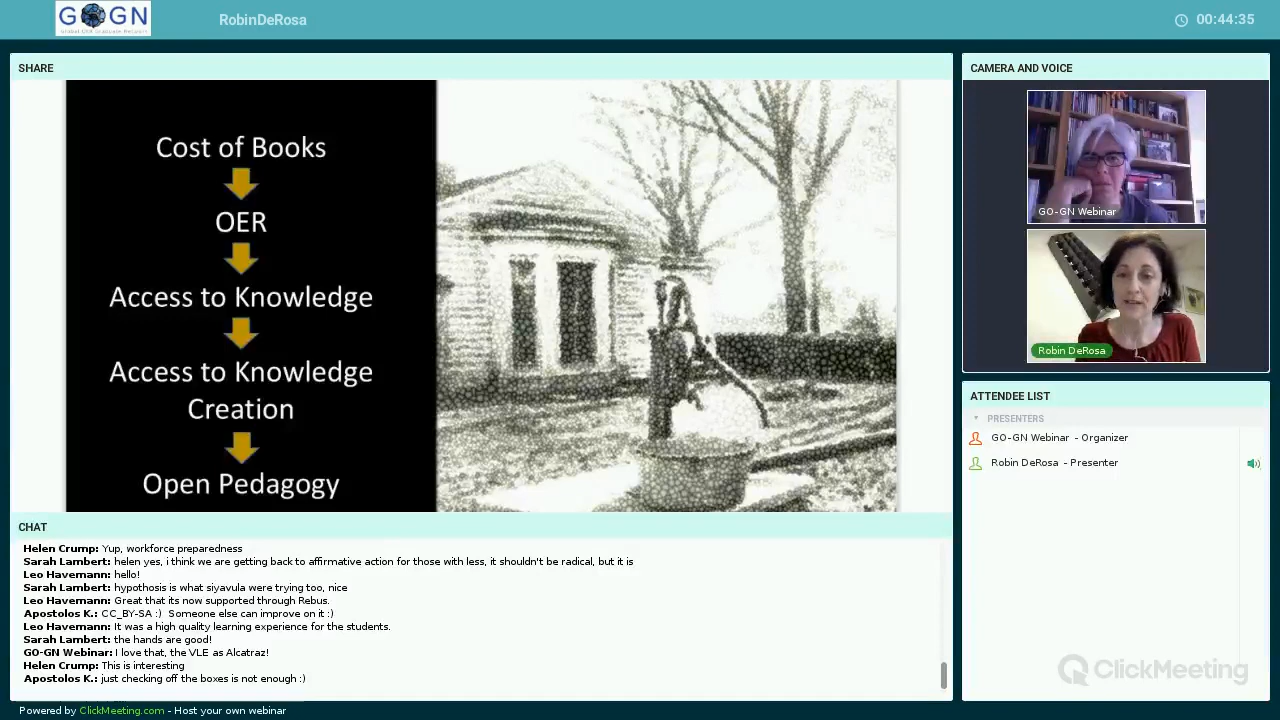 GOGN
Global OER Graduate Network
RobinDeRosa
00:44:35
SHARE
Cost of Books
OER
Access to Knowledge
Access to Knowledge
Creation
Open Pedagogy
CAMERA AND VOICE
GO-GN Webinar
Robin DeRosa
ATTENDEE LIST
PRESENTERS
GO-GN Webinar - Organizer
Robin DeRosa - Presenter
CHAT
Helen Crump: Yup, workforce preparedness
Sarah Lambert: helen yes, i think we are getting back to affirmative action for those with less, it shouldn't be radical, but it is
Leo Havemann: hello!
Sarah Lambert: hypothosis is what siyavula were trying too, nice
Leo Havemann: Great that its now supported through Rebus.
Apostolos K.: CC_BY-SA :) Someone else can improve on it :)
Leo Havemann: It was a high quality learning experience for the students.
Sarah Lambert: the hands are good!
GO-GN Webinar: I love that, the VLE as Alcatraz!
Helen Crump: This is interesting
Apostolos K.: just checking off the boxes is not enough :)
ClickMeeting
Powered by ClickMeeting.com - Host your own webinar